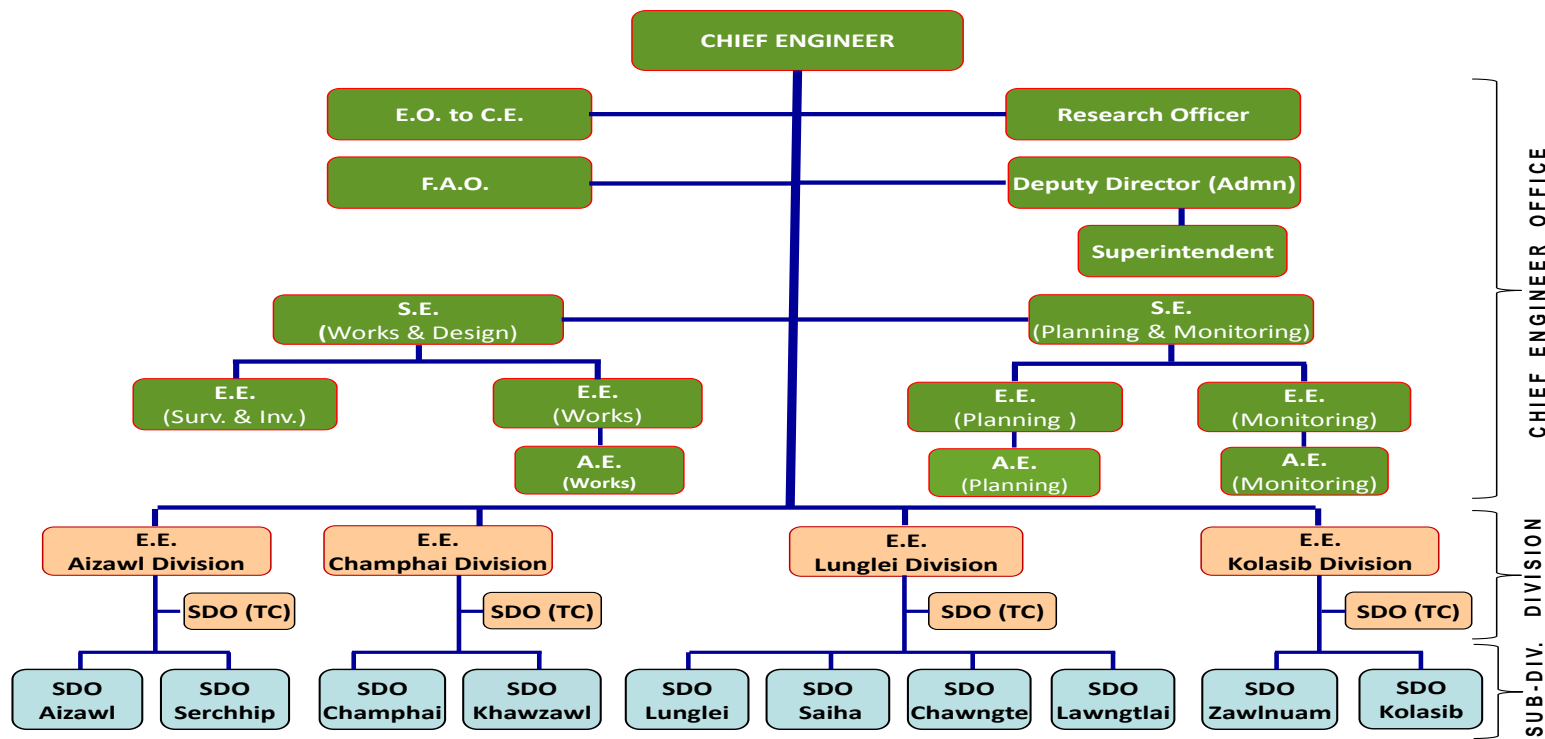 CHIEF ENGINEER
E.O. to C.E.
Research Officer
F.A.O.
Deputy Director (Admn)
Superintendent
S.E.
(Works & Design)
S.E.
(Planning & Monitoring)
E.E.
(Surv. & Inv.)
E.E.
(Works)
E.E.
(Planning )
E.E.
(Monitoring)
A.E.
(Works)
A.E.
(Planning)
A.E.
(Monitoring)
CHIEF ENGINEER OFFICE
E.E.
Aizawl Division
E.E.
Champhai Division
E.E.
Lunglei Division
E.E.
Kolasib Division
SDO (TC)
SDO (TC)
SDO (TC)
SDO (TC)
DIVISION
SDO
Aizawl
SDO
Serchhip
SDO
Champhai
SDO
Khawzawl
SDO
Lunglei
SDO
Saiha
SDO
Chawngte
SDO
Lawngtlai
SDO
Zawlnuam
SDO
Kolasib
SUB-DIV.